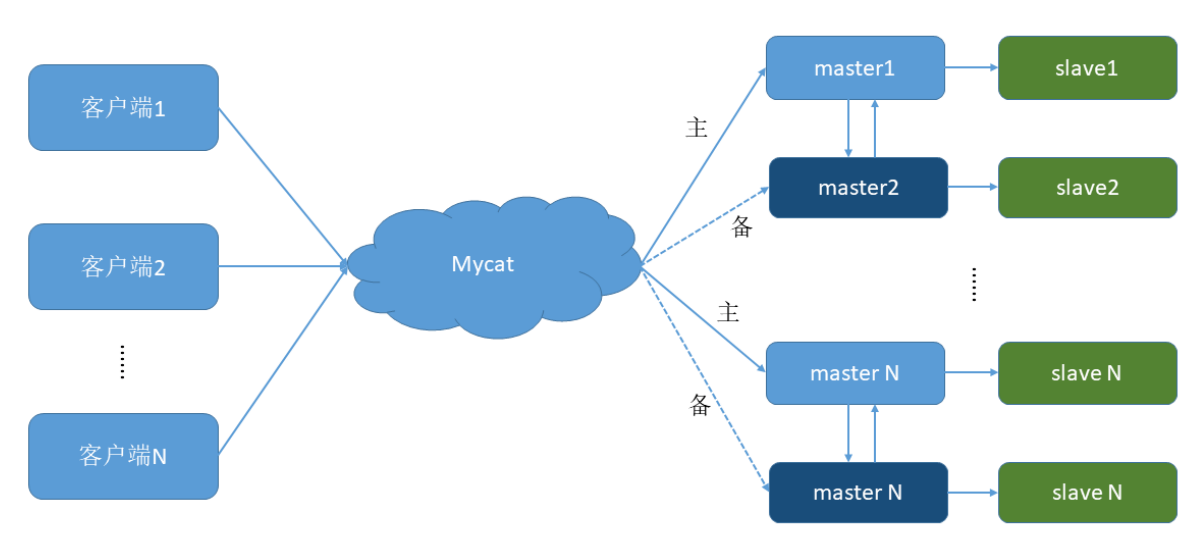 客户端1
客户端2
......
客户端N
Mycat
主
备
主
备
master1
slave1
master2
slave2
......
master N
slave N
master N
slave N